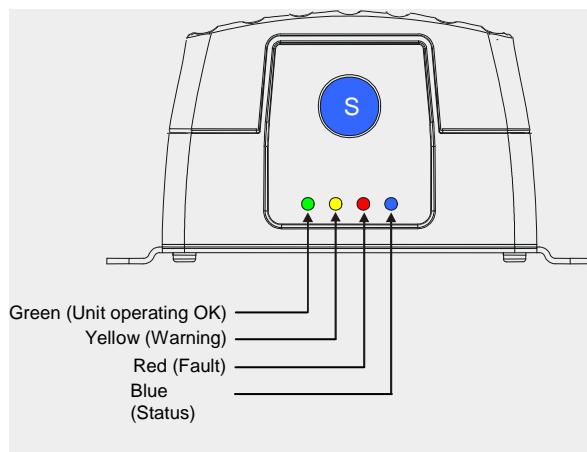 S
Green (Unit operating OK)
Yellow (Warning)
Red (Fault)
Blue
(Status)